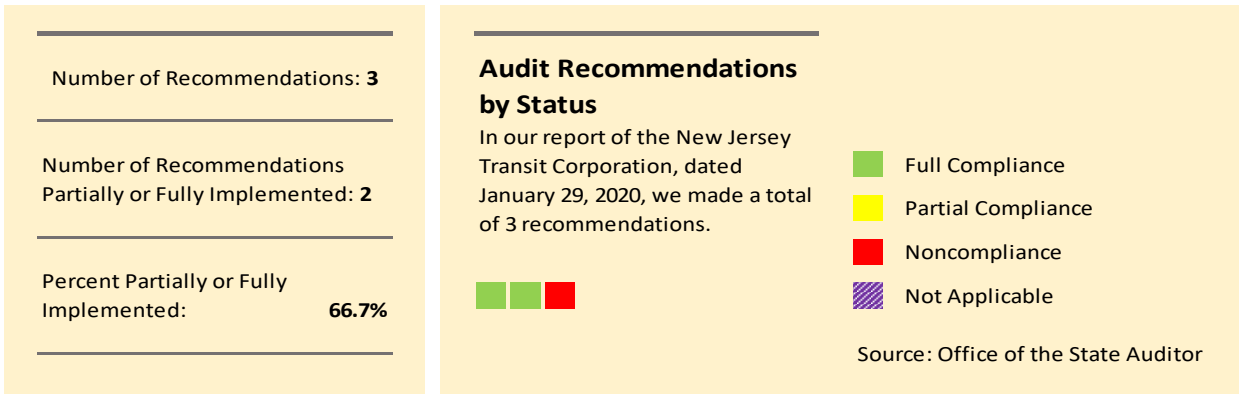 Number of Recommendations: 3
Number of Recommendations
Partially or Fully Implemented: 2
Percent Partially or Fully
Implemented: 66.7%
Audit Recommendations
by Status
In our report of the New Jersey
Transit Corporation, dated
January 29, 2020, we made a total
of 3 recommendations.
Full Compliance
Partial Compliance
Noncompliance
Not Applicable
Source: Office of the State Auditor